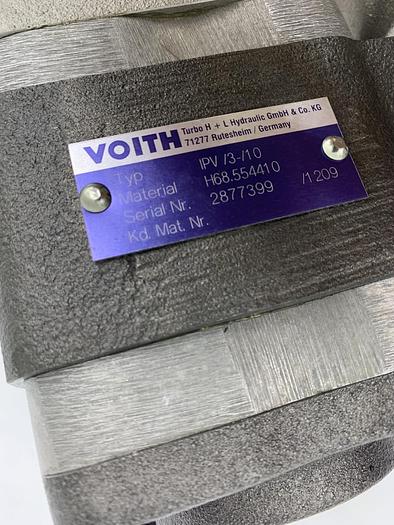 VOITH Turbo H + L Hydraulic GmbH & Co. KG
71277 Rutesheim / Germany
Typ IPV /3-/10
Material H68.554410
Serial Nr. 2877399 /1209
Kd. Mat. Nr.